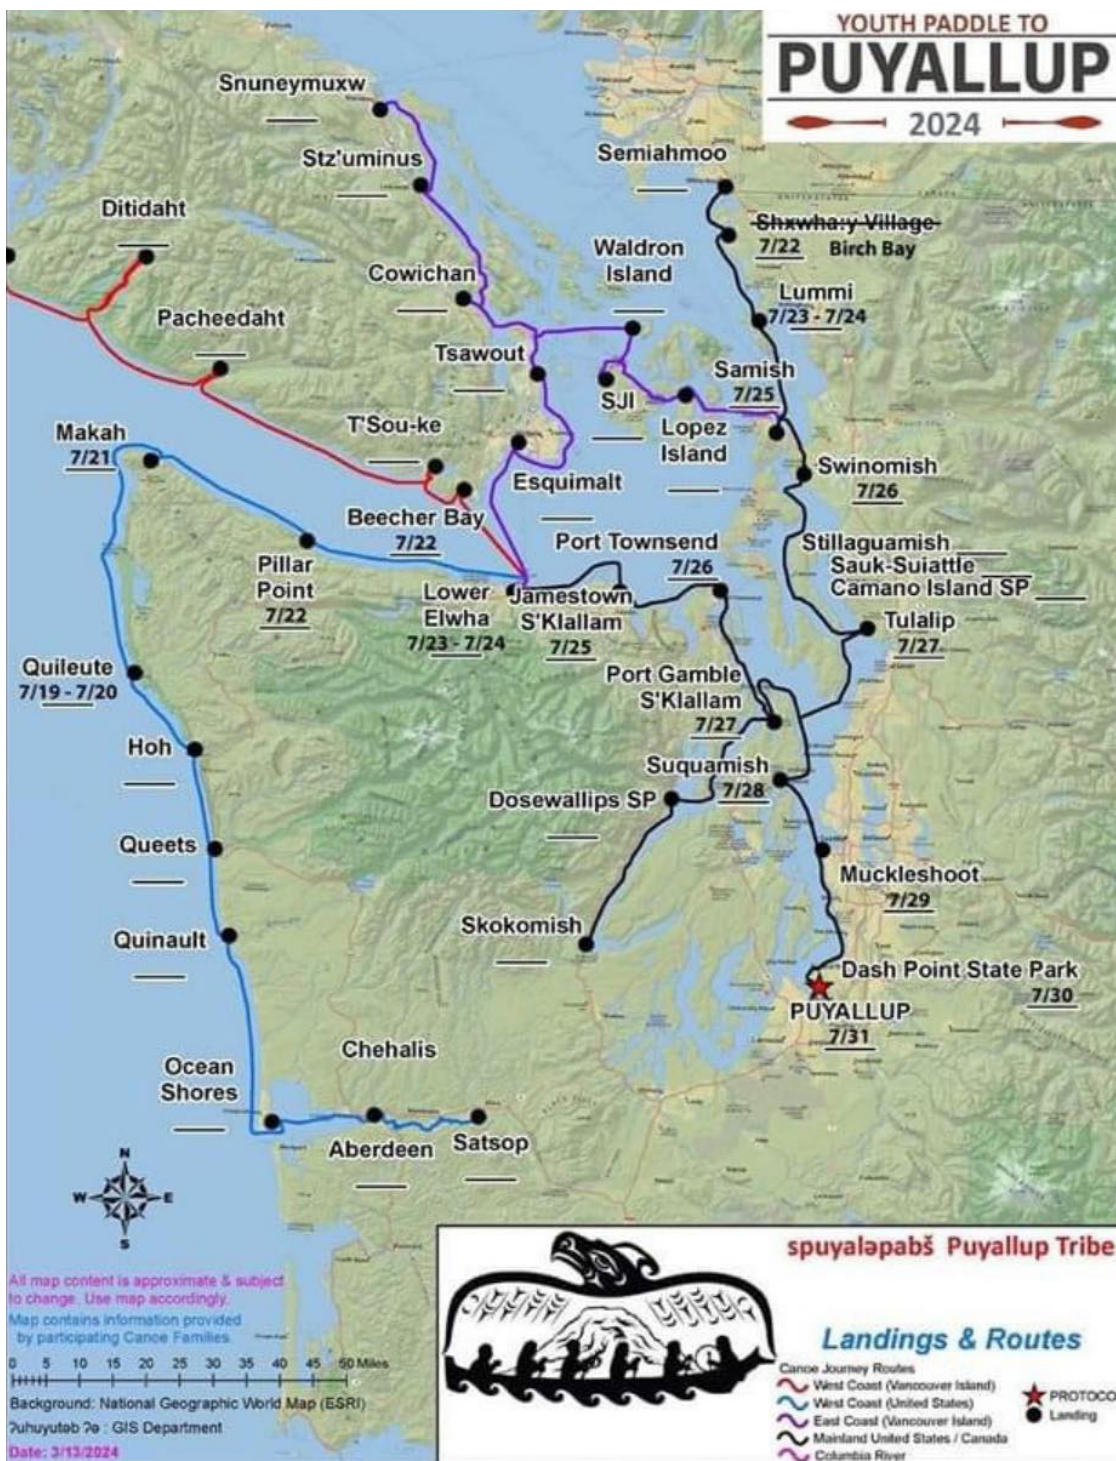 YOUTH PADDLE TO
PUYALLUP
2024
Snuneymuxw
Stz'uminus
Semiahmoo
Ditidaht
Shxwha:y Village
7/22 Birch Bay
Waldron
Island
Cowichan
Lummi
7/23 - 7/24
Pacheedaht
Tsawout
Samish
7/25
SJI
T'Sou-ke
Lopez
Island
Makah
7/21
Swinomish
7/26
Esquimalt
Beecher Bay
7/22
Port Townsend
7/26
Stillaguamish
Sauk-Suiattle
Camano Island SP
Pillar
Point
7/22
Lower
Elwha
7/23 - 7/24
Jamestown
S'Klallam
7/25
Tulalip
7/27
Quileute
7/19 - 7/20
Port Gamble
S'Klallam
7/27
Hoh
Suquamish
7/28
Dosewallips SP
Queets
Muckleshoot
7/29
Quinault
Skokomish
Dash Point State Park
7/30
PUYALLUP
7/31
Chehalis
Ocean
Shores
Aberdeen
Satsop
N
W E
S
All map content is approximate & subject
to change. Use map accordingly.
Map contains information provided
by participating Canoe Families.
0 5 10 15 20 25 30 35 40 45 50 Miles
Background: National Geographic World Map (ESRI)
ʔuhuyutəb ʔə : GIS Department
Date: 3/13/2024
spuyaləpabš Puyallup Tribe
Landings & Routes
Canoe Journey Routes
West Coast (Vancouver Island)
West Coast (United States)
East Coast (Vancouver Island)
Mainland United States / Canada
Columbia River
PROTOCO
Landing